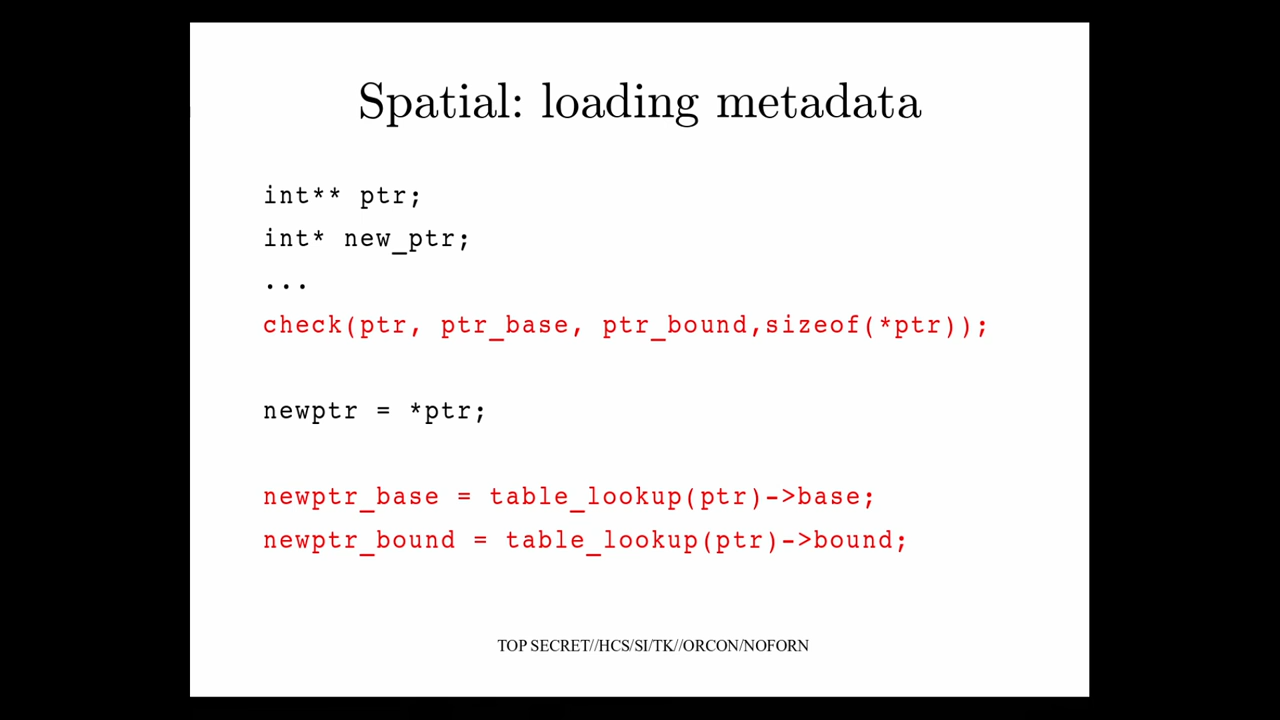 Spatial: loading metadata
int** ptr;
int* new_ptr;
...
check(ptr, ptr_base, ptr_bound,sizeof(*ptr));
newptr = *ptr;
newptr_base = table_lookup(ptr)->base;
newptr_bound = table_lookup(ptr)->bound;
TOP SECRET//HCS/SI/TK//ORCON/NOFORN